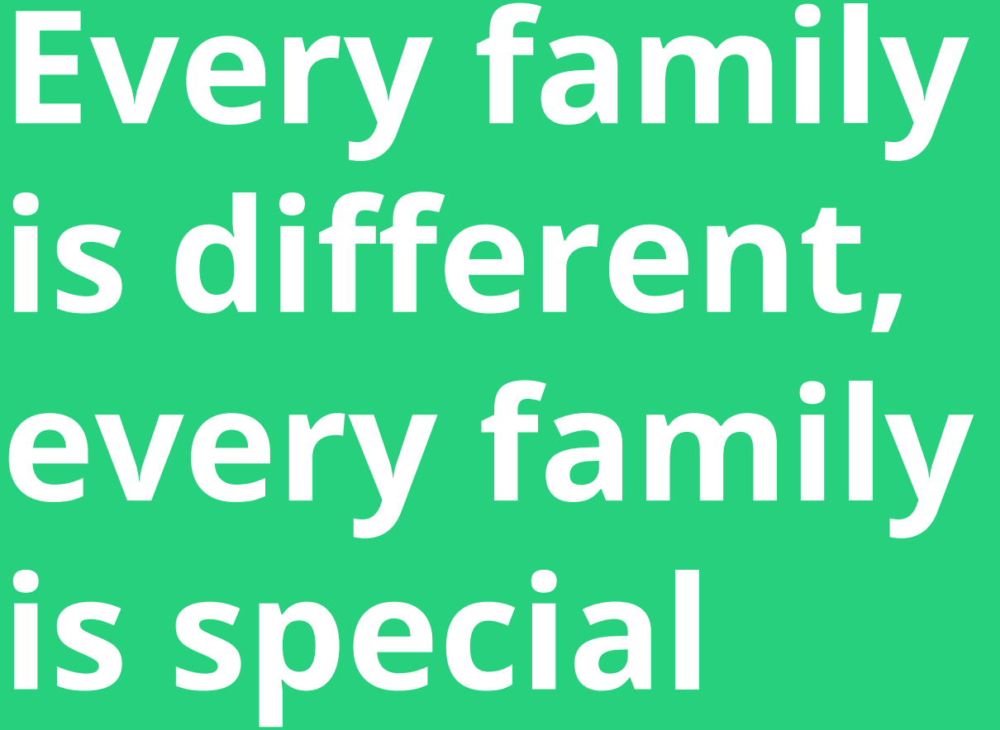 Every family
is different,
every family
is special